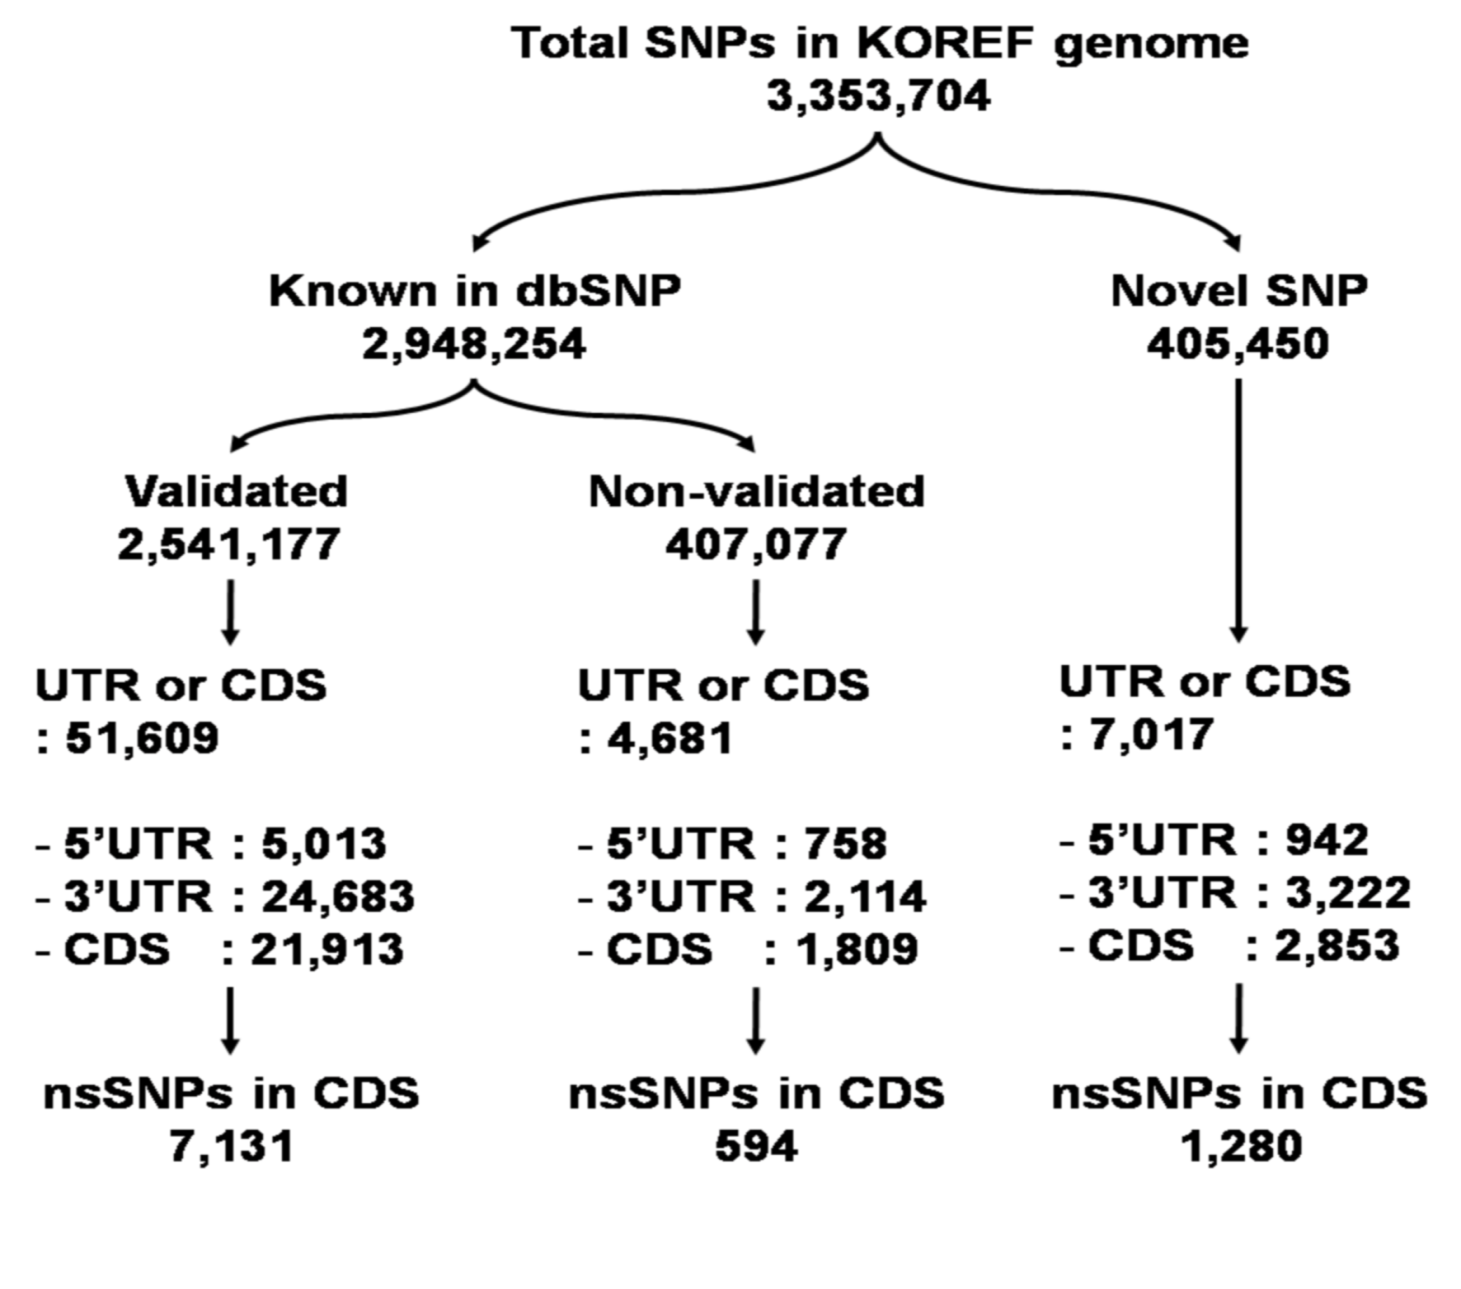 Total SNPs in KOREF genome
3,353,704
Known in dbSNP
2,948,254
Novel SNP
405,450
Validated
2,541,177
Non-validated
407,077
UTR or CDS
: 51,609
- 5’UTR : 5,013
- 3’UTR : 24,683
- CDS : 21,913
nsSNPs in CDS
7,131
UTR or CDS
: 4,681
- 5’UTR : 758
- 3’UTR : 2,114
- CDS : 1,809
nsSNPs in CDS
594
UTR or CDS
: 7,017
- 5’UTR : 942
- 3’UTR : 3,222
- CDS : 2,853
nsSNPs in CDS
1,280